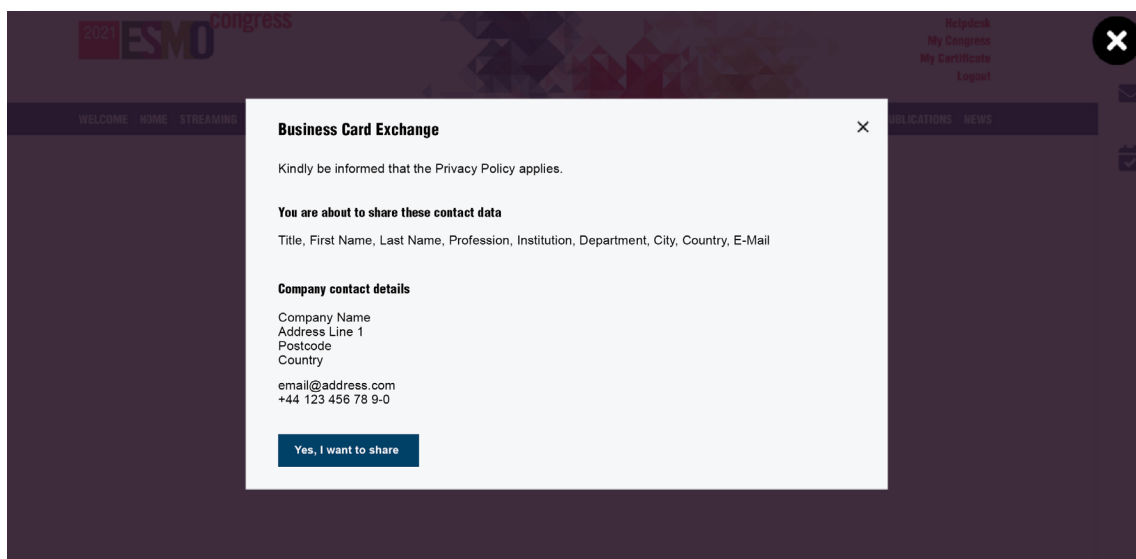 2021 ESMO congress
Helpdesk
My Congress
My Certificate
Logout
WELCOME HOME STREAMING
PUBLICATIONS NEWS
Business Card Exchange
Kindly be informed that the Privacy Policy applies.
You are about to share these contact data
Title, First Name, Last Name, Profession, Institution, Department, City, Country, E-Mail
Company contact details
Company Name
Address Line 1
Postcode
Country
email@address.com
+44 123 456 78 9-0
Yes, I want to share